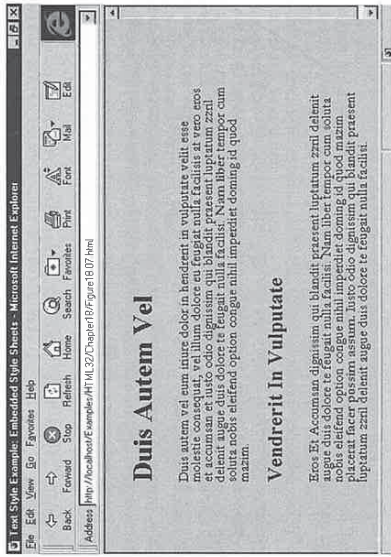 Text Style Example: Embedded Style Sheets - Microsoft Internet Explorer
File Edit View Go Favorites Help
Back Forward Stop Refresh Home Search Favorites Print Font Mail Edit
Address http://localhost/Examples/HTML32/Chapter18/Figure18.07.html
Duis Autem Vel
Duis autem vel eum iriure dolor in hendrerit in vulputate velit esse
molestie consequat, vel illum dolore eu feugiat nulla facilisis at vero eros
et accumsan et iusto odio dignissim qui blandit praesent luptatum zzril
delenit augue duis dolore te feugait nulla facilisi. Nam liber tempor cum
soluta nobis eleifend option congue nihil imperdiet doming id quod
mazim.
Vendrerit In Vulputate
Eros Et Accumsan dignissim qui blandit praesent luptatum zzril delenit
augue duis dolore te feugait nulla facilisi. Nam liber tempor cum soluta
nobis eleifend option congue nihil imperdiet doming id quod mazim
placerat facer possim assum. Iusto odio dignissim qui blandit praesent
luptatum zzril delenit augue duis dolore te feugait nulla facilisi.